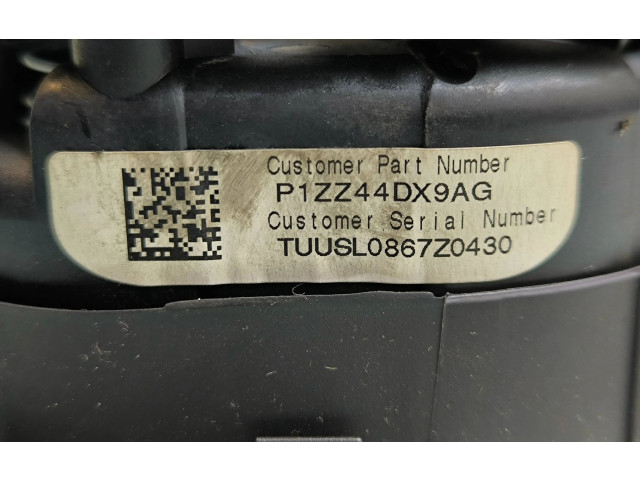 Customer Part Number
P1ZZ44DX9AG
Customer Serial Number
TUUSL0867Z0430